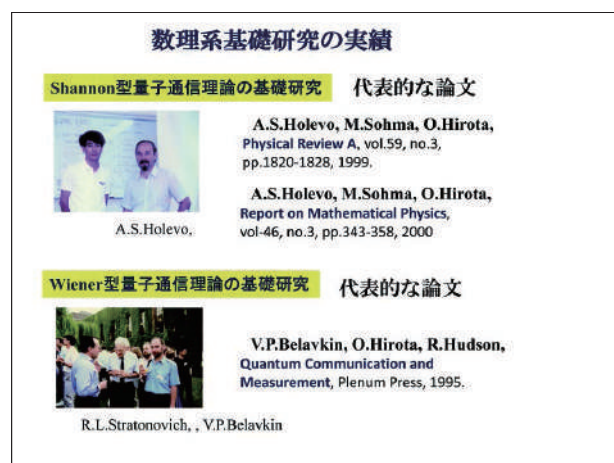 数理系基礎研究の実績
Shannon型量子通信理論の基礎研究 代表的な論文
A.S.Holevo, M.Sohma, O.Hirota,
Physical Review A, vol.59, no.3,
pp.1820-1828, 1999.
A.S.Holevo, M.Sohma, O.Hirota,
Report on Mathematical Physics,
vol-46, no.3, pp.343-358, 2000
A.S.Holevo,
Wiener型量子通信理論の基礎研究 代表的な論文
V.P.Belavkin, O.Hirota, R.Hudson,
Quantum Communication and
Measurement, Plenum Press, 1995.
R.L.Stratonovich, , V.P.Belavkin